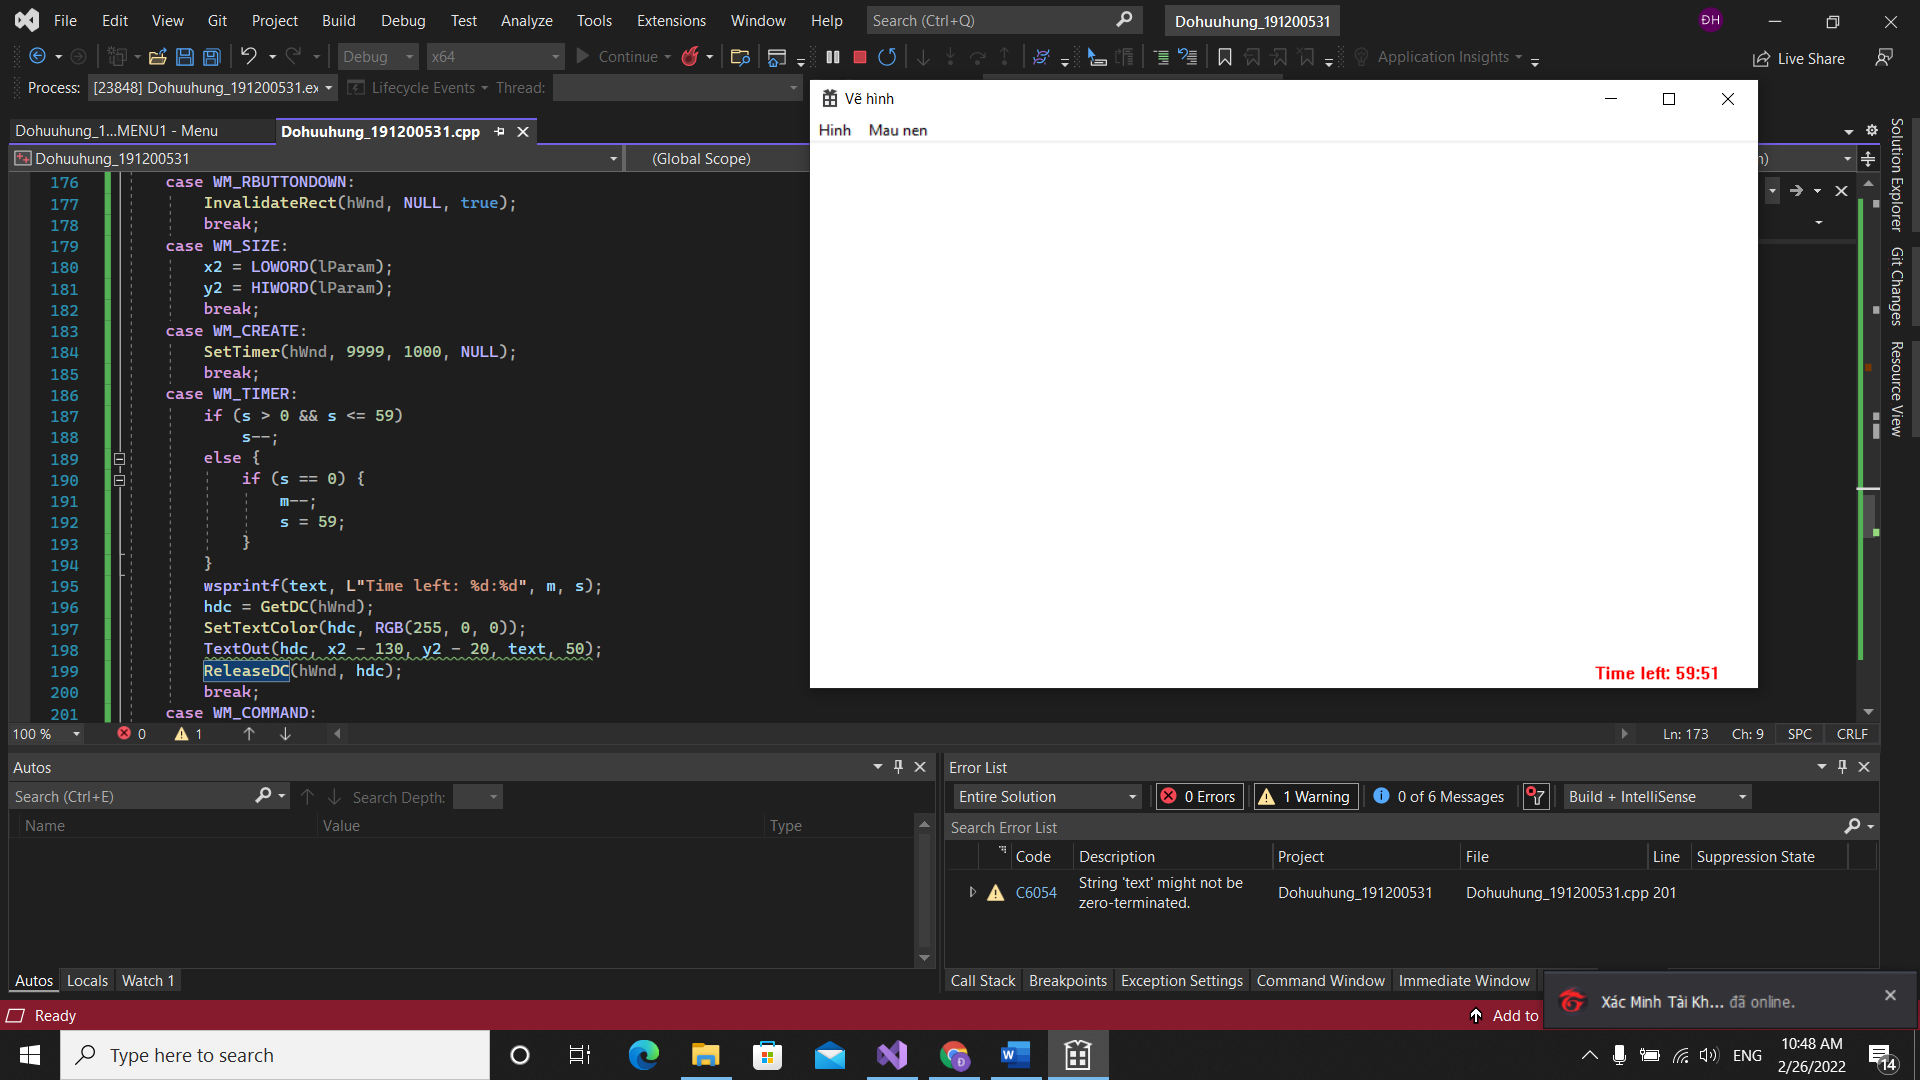 File Edit View Git Project Build Debug Test Analyze Tools Extensions Window Help Search (Ctrl+Q) Dohuuhung_191200531 ĐH
Debug x64 Continue Application Insights Live Share
Process: [23848] Dohuuhung_191200531.ex Lifecycle Events Thread:
Vẽ hình
Hinh Mau nen
Dohuuhung_1...MENU1 - Menu Dohuuhung_191200531.cpp
Dohuuhung_191200531 (Global Scope)
176 case WM_RBUTTONDOWN:
177 InvalidateRect(hWnd, NULL, true);
178 break;
179 case WM_SIZE:
180 x2 = LOWORD(lParam);
181 y2 = HIWORD(lParam);
182 break;
183 case WM_CREATE:
184 SetTimer(hWnd, 9999, 1000, NULL);
185 break;
186 case WM_TIMER:
187 if (s > 0 && s <= 59)
188 s--;
189 else {
190 if (s == 0) {
191 m--;
192 s = 59;
193 }
194 }
195 wsprintf(text, L"Time left: %d:%d", m, s);
196 hdc = GetDC(hWnd);
197 SetTextColor(hdc, RGB(255, 0, 0));
198 TextOut(hdc, x2 - 130, y2 - 20, text, 50);
199 ReleaseDC(hWnd, hdc);
200 break;
201 case WM_COMMAND:
Time left: 59:51
Solution Explorer
Git Changes
Resource View
100 % 0 1 Ln: 173 Ch: 9 SPC CRLF
Autos
Search (Ctrl+E) Search Depth:
Name Value Type
Autos Locals Watch 1
Error List
Entire Solution 0 Errors 1 Warning 0 of 6 Messages Build + IntelliSense
Search Error List
Code Description Project File Line Suppression State
C6054 String 'text' might not be zero-terminated. Dohuuhung_191200531 Dohuuhung_191200531.cpp 201
Call Stack Breakpoints Exception Settings Command Window Immediate Window
Xác Minh Tài Kh... đã online.
Ready Add to
Type here to search ENG 10:48 AM
2/26/2022 14